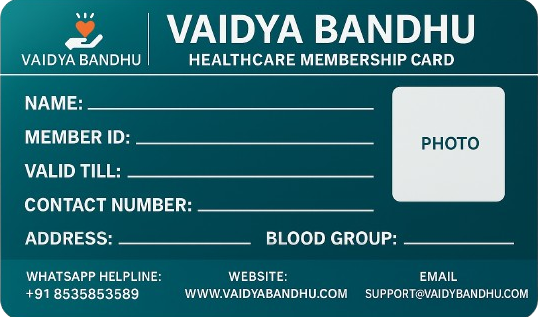 VAIDYA BANDHU
VAIDYA BANDHU
HEALTHCARE MEMBERSHIP CARD
NAME:
MEMBER ID:
PHOTO
VALID TILL:
CONTACT NUMBER:
ADDRESS: BLOOD GROUP:
WHATSAPP HELPLINE: WEBSITE: EMAIL
+91 8535853589 WWW.VAIDYABANDHU.COM SUPPORT@VAIDYBANDHU.COM